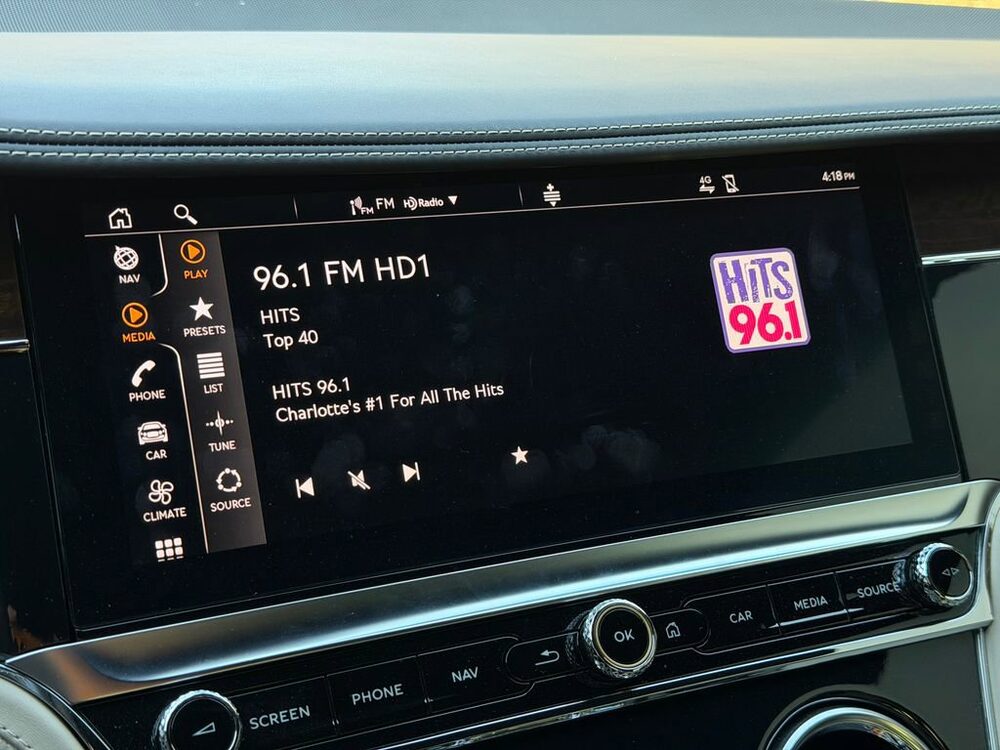 FM FM HD Radio
4G
4:18 PM
NAV
MEDIA
PHONE
CAR
CLIMATE
PLAY
PRESETS
LIST
TUNE
SOURCE
96.1 FM HD1
HITS
Top 40
HITS 96.1
Charlotte's #1 For All The Hits
HiTS
96.1
SCREEN
PHONE
NAV
OK
CAR
MEDIA
SOURCE